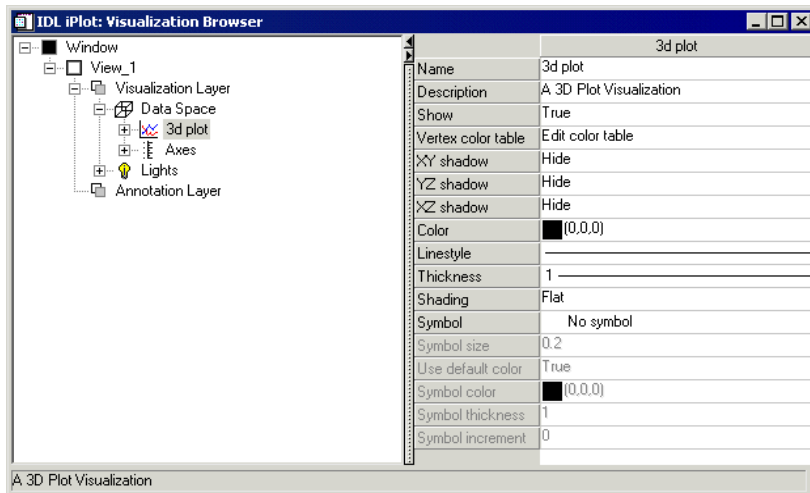 IDL iPlot: Visualization Browser
Window
View_1
Visualization Layer
Data Space
3d plot
Axes
Lights
Annotation Layer
3d plot
Name 3d plot
Description A 3D Plot Visualization
Show True
Vertex color table Edit color table
XY shadow Hide
YZ shadow Hide
XZ shadow Hide
Color (0,0,0)
Linestyle
Thickness 1
Shading Flat
Symbol No symbol
Symbol size 0.2
Use default color True
Symbol color (0,0,0)
Symbol thickness 1
Symbol increment 0
A 3D Plot Visualization